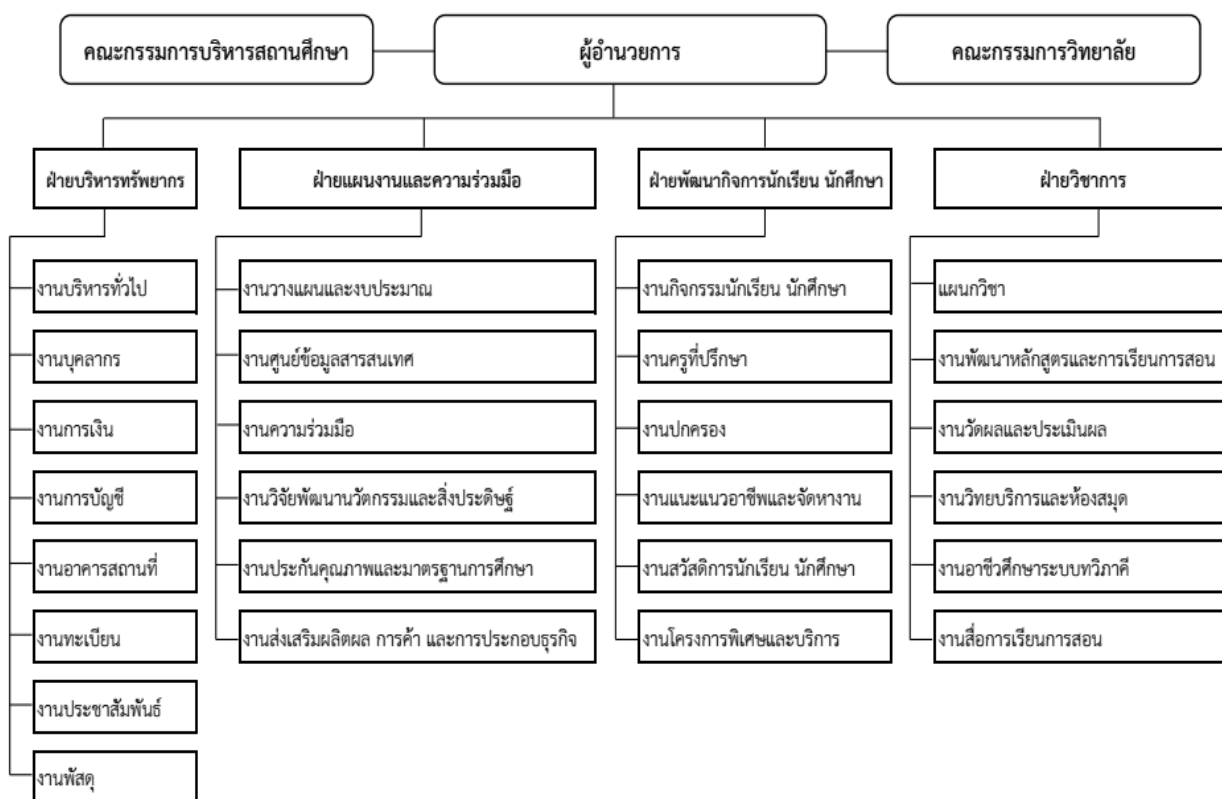 คณะกรรมการบริหารสถานศึกษา
ผู้อำนวยการ
คณะกรรมการวิทยาลัย
ฝ่ายบริหารทรัพยากร
งานบริหารทั่วไป
งานบุคลากร
งานการเงิน
งานการบัญชี
งานอาคารสถานที่
งานทะเบียน
งานประชาสัมพันธ์
งานพัสดุ
ฝ่ายแผนงานและความร่วมมือ
งานวางแผนและงบประมาณ
งานศูนย์ข้อมูลสารสนเทศ
งานความร่วมมือ
งานวิจัยพัฒนานวัตกรรมและสิ่งประดิษฐ์
งานประกันคุณภาพและมาตรฐานการศึกษา
งานส่งเสริมผลิตผล การค้า และการประกอบธุรกิจ
ฝ่ายพัฒนากิจการนักเรียน นักศึกษา
งานกิจกรรมนักเรียน นักศึกษา
งานครูที่ปรึกษา
งานปกครอง
งานแนะแนวอาชีพและจัดหางาน
งานสวัสดิการนักเรียน นักศึกษา
งานโครงการพิเศษและบริการ
ฝ่ายวิชาการ
แผนกวิชา
งานพัฒนาหลักสูตรและการเรียนการสอน
งานวัดผลและประเมินผล
งานวิทยบริการและห้องสมุด
งานอาชีวศึกษาระบบทวิภาคี
งานสื่อการเรียนการสอน